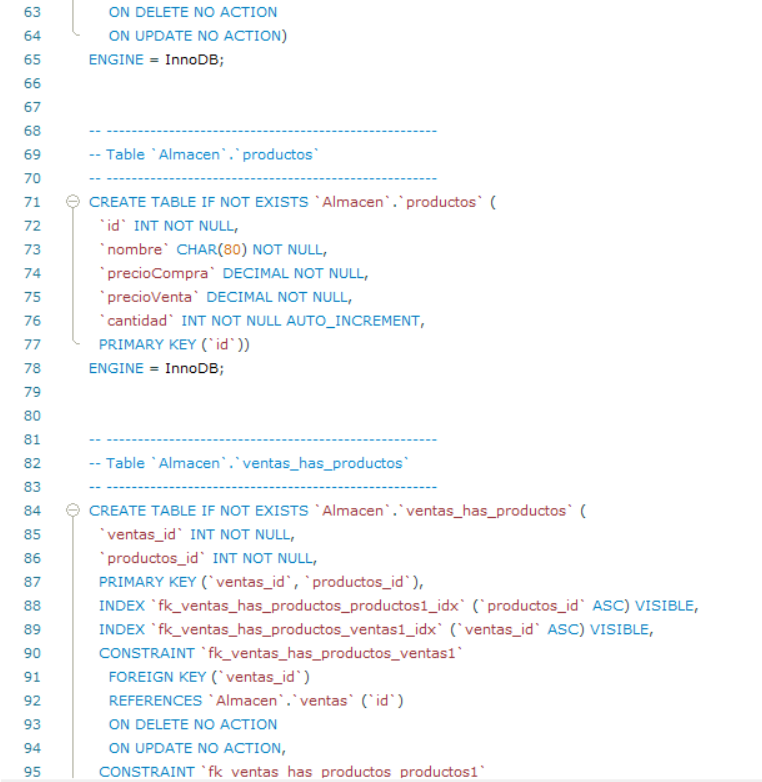 63 ON DELETE NO ACTION
64 ON UPDATE NO ACTION)
65 ENGINE = InnoDB;
66
67
68 -- -----------------------------------------------------
69 -- Table `Almacen`.`productos`
70 -- -----------------------------------------------------
71 CREATE TABLE IF NOT EXISTS `Almacen`.`productos` (
72 `id` INT NOT NULL,
73 `nombre` CHAR(80) NOT NULL,
74 `precioCompra` DECIMAL NOT NULL,
75 `precioVenta` DECIMAL NOT NULL,
76 `cantidad` INT NOT NULL AUTO_INCREMENT,
77 PRIMARY KEY (`id`))
78 ENGINE = InnoDB;
79
80
81 -- -----------------------------------------------------
82 -- Table `Almacen`.`ventas_has_productos`
83 -- -----------------------------------------------------
84 CREATE TABLE IF NOT EXISTS `Almacen`.`ventas_has_productos` (
85 `ventas_id` INT NOT NULL,
86 `productos_id` INT NOT NULL,
87 PRIMARY KEY (`ventas_id`, `productos_id`),
88 INDEX `fk_ventas_has_productos_productos1_idx` (`productos_id` ASC) VISIBLE,
89 INDEX `fk_ventas_has_productos_ventas1_idx` (`ventas_id` ASC) VISIBLE,
90 CONSTRAINT `fk_ventas_has_productos_ventas1`
91 FOREIGN KEY (`ventas_id`)
92 REFERENCES `Almacen`.`ventas` (`id`)
93 ON DELETE NO ACTION
94 ON UPDATE NO ACTION,
95 CONSTRAINT `fk_ventas_has_productos_productos1`